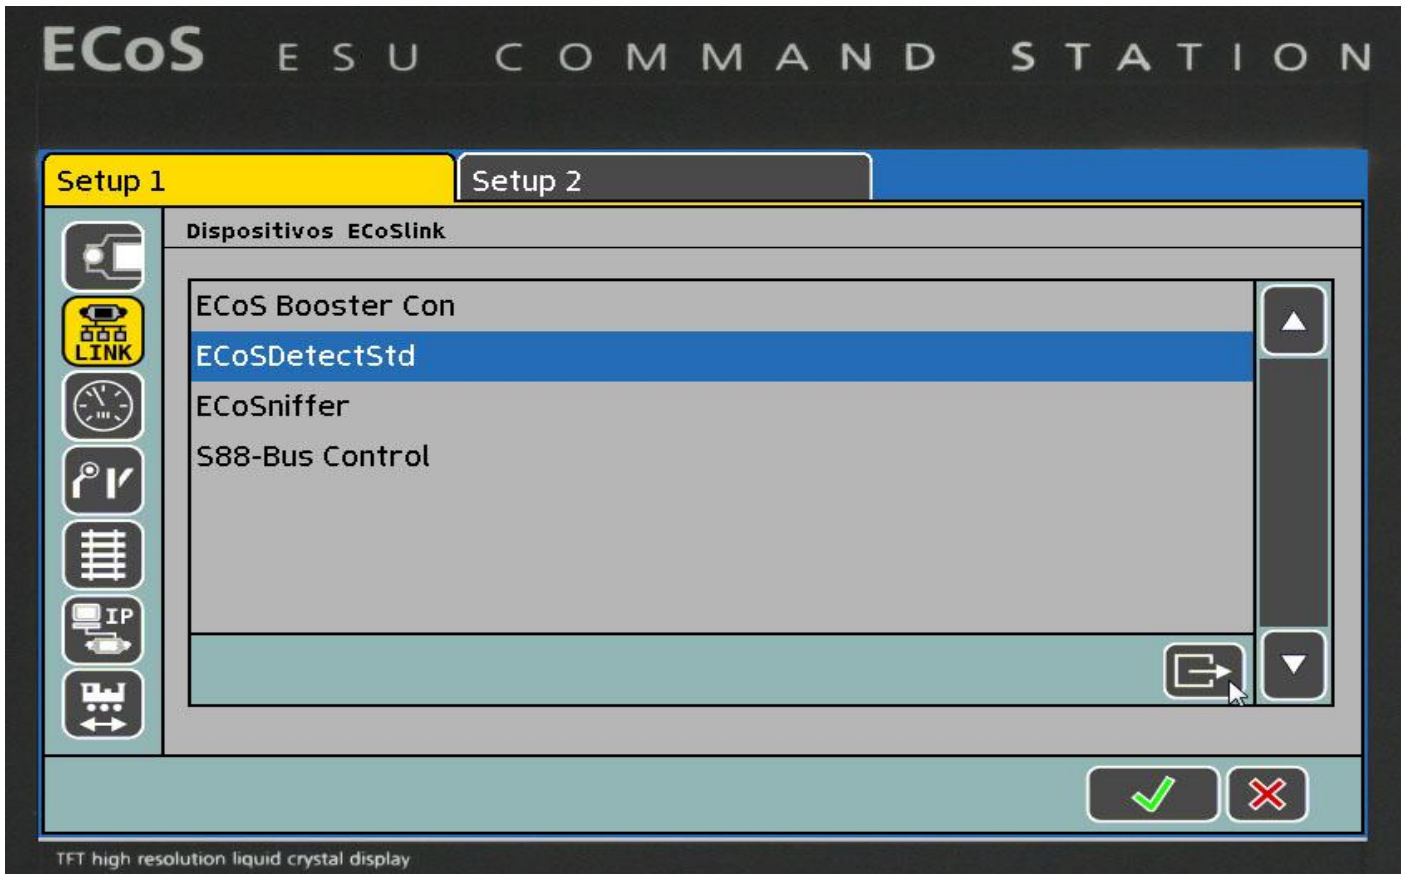 ECoS ESU COMMAND STATION
Setup 1
Setup 2
Dispositivos ECoSlink
ECoS Booster Con
ECoSDetectStd
ECoSniffer
S88-Bus Control
LINK
IP
TFT high resolution liquid crystal display